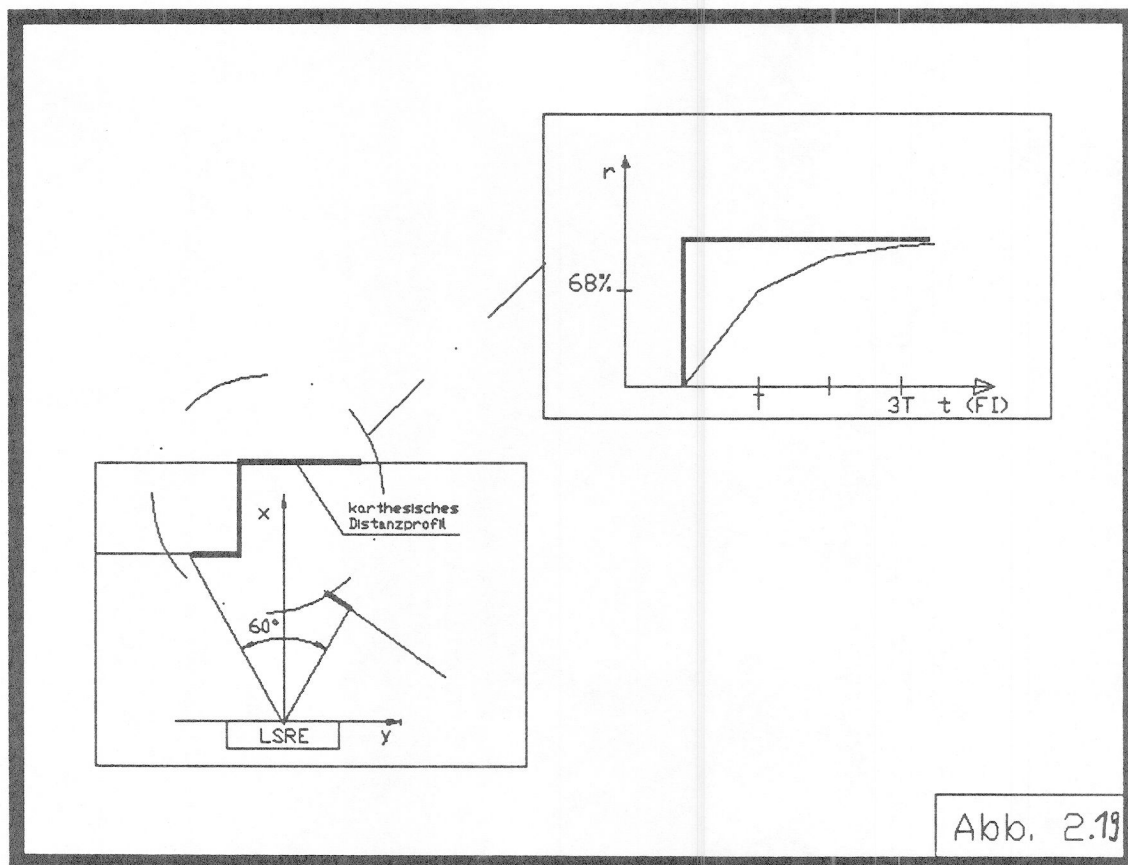 r
68%
T
3T t (FI)
x
karthesisches
Distanzprofil
60°
LSRE
y
Abb. 2.19